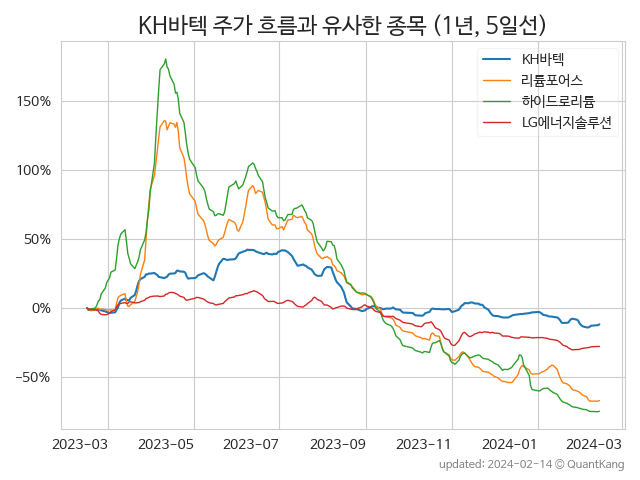 KH바텍 주가 흐름과 유사한 종목 (1년, 5일선)
KH바텍
리튬포어스
하이드로리튬
LG에너지솔루션
150%
100%
50%
0%
−50%
2023-03 2023-05 2023-07 2023-09 2023-11 2024-01 2024-03
updated: 2024-02-14 © QuantKang